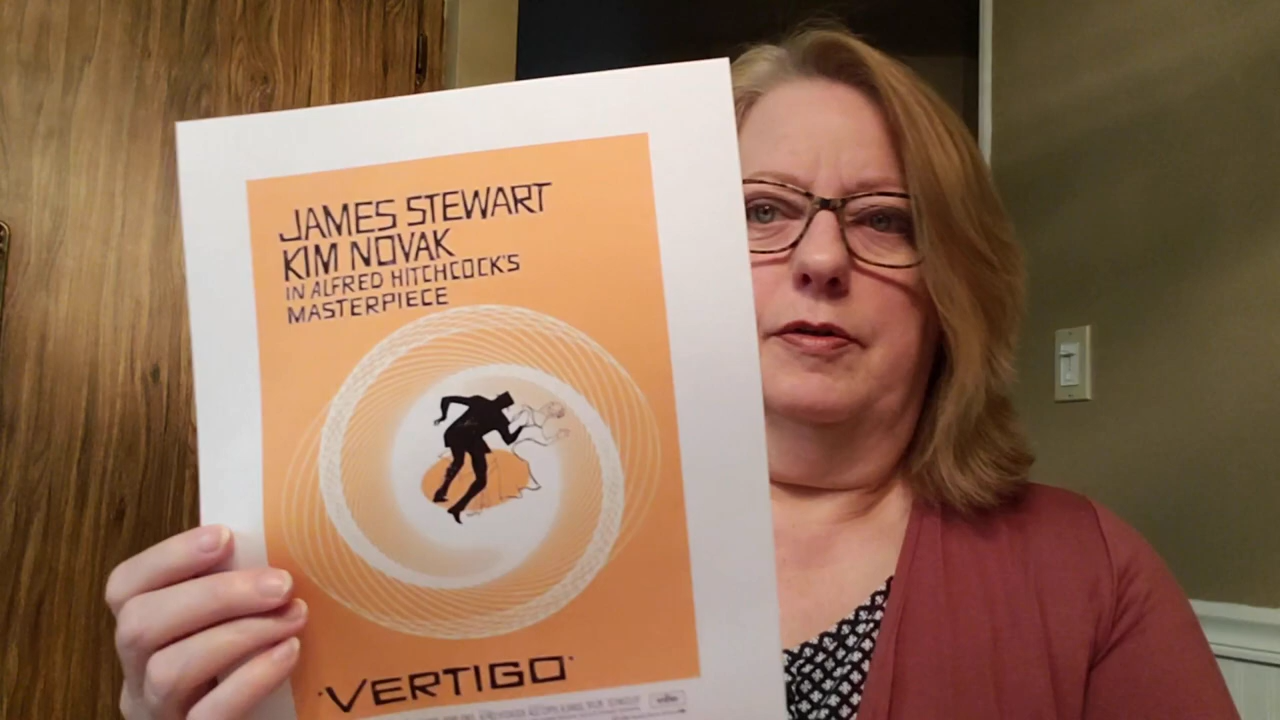 JAMES STEWART
KIM NOVAK
IN ALFRED HITCHCOCK'S
MASTERPIECE
VERTIGO